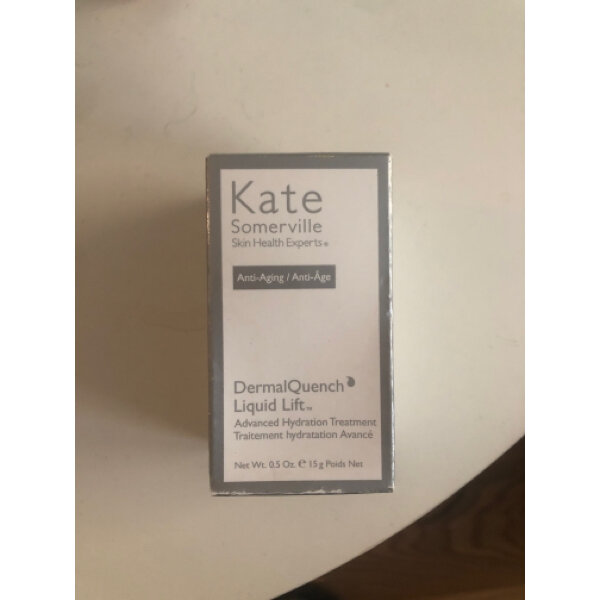 Kate
Somerville
Skin Health Experts®
Anti-Aging / Anti-Âge
DermalQuench
Liquid Lift™
Advanced Hydration Treatment
Traitement hydratation Avancé
Net Wt. 0.5 Oz. ℮ 15 g Poids Net